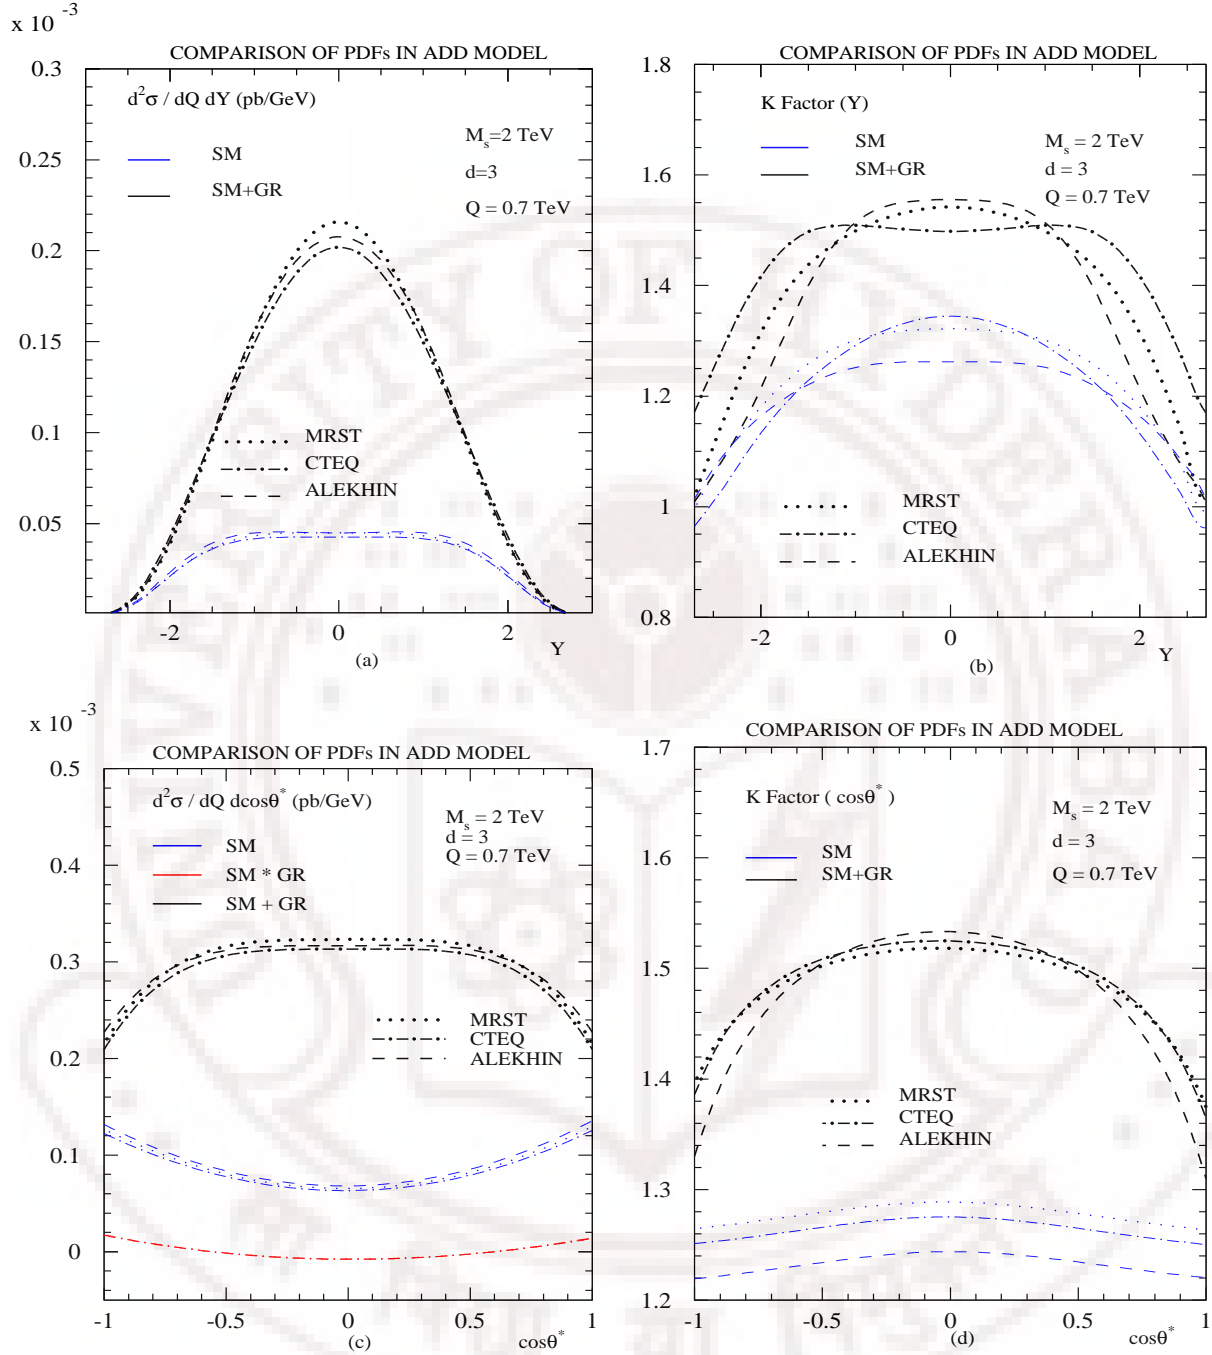 x 10 -3
COMPARISON OF PDFs IN ADD MODEL
d2σ / dQ dY (pb/GeV)
SM
SM+GR
Ms=2 TeV
d=3
Q = 0.7 TeV
MRST
CTEQ
ALEKHIN
0.3
0.25
0.2
0.15
0.1
0.05
-2
0
2
Y
(a)
COMPARISON OF PDFs IN ADD MODEL
K Factor (Y)
SM
SM+GR
Ms = 2 TeV
d = 3
Q = 0.7 TeV
MRST
CTEQ
ALEKHIN
1.8
1.6
1.4
1.2
1
0.8
-2
0
2
Y
(b)
x 10 -3
COMPARISON OF PDFs IN ADD MODEL
d2σ / dQ dcosθ* (pb/GeV)
SM
SM * GR
SM + GR
Ms = 2 TeV
d = 3
Q = 0.7 TeV
MRST
CTEQ
ALEKHIN
0.5
0.4
0.3
0.2
0.1
0
-1
-0.5
0
0.5
1
cosθ*
(c)
COMPARISON OF PDFs IN ADD MODEL
K Factor ( cosθ* )
SM
SM+GR
Ms = 2 TeV
d = 3
Q = 0.7 TeV
MRST
CTEQ
ALEKHIN
1.7
1.6
1.5
1.4
1.3
1.2
-1
-0.5
0
0.5
1
cosθ*
(d)